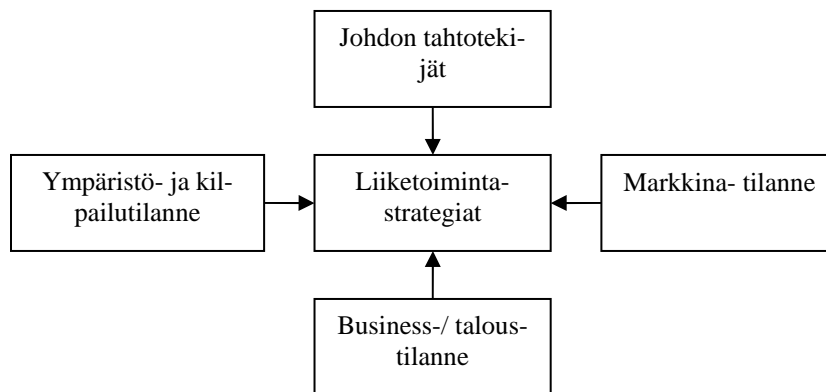 Johdon tahtoteki-
jät
Ympäristö- ja kil-
pailutilanne
Liiketoiminta-
strategiat
Markkina- tilanne
Business-/ talous-
tilanne